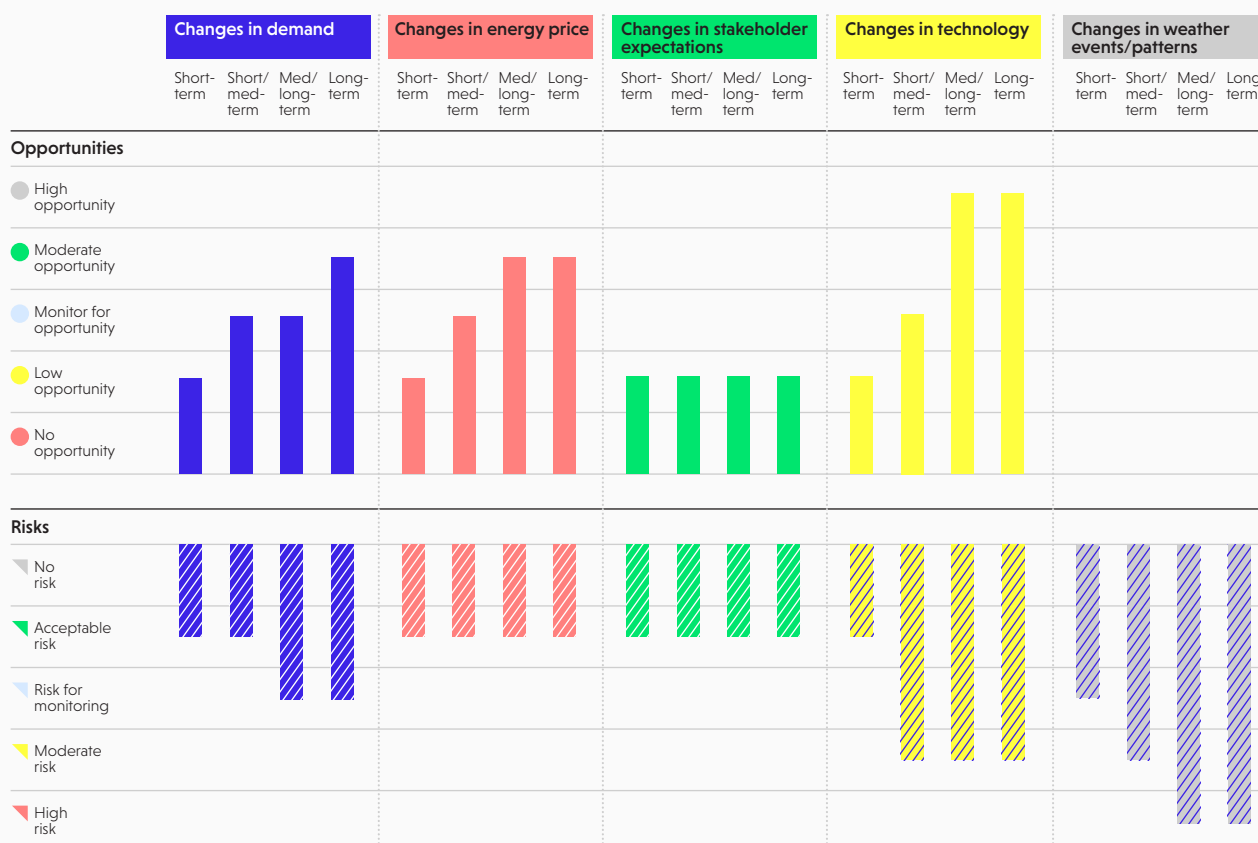 Changes in demand
Changes in energy price
Changes in stakeholder
expectations
Changes in technology
Changes in weather
events/patterns
Short-
term
Short/
med-
term
Med/
long-
term
Long-
term
Short-
term
Short/
med-
term
Med/
long-
term
Long-
term
Short-
term
Short/
med-
term
Med/
long-
term
Long-
term
Short-
term
Short/
med-
term
Med/
long-
term
Long-
term
Short-
term
Short/
med-
term
Med/
long-
term
Long
term
Opportunities
High
opportunity
Moderate
opportunity
Monitor for
opportunity
Low
opportunity
No
opportunity
Risks
No
risk
Acceptable
risk
Risk for
monitoring
Moderate
risk
High
risk